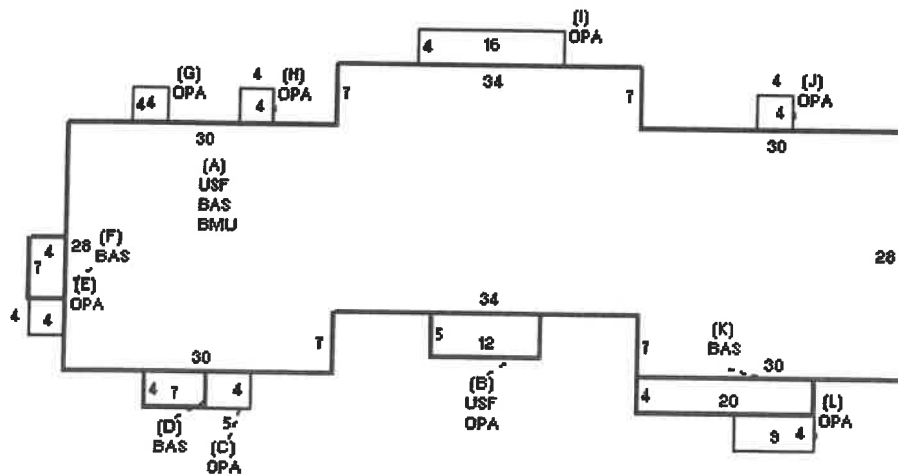 (I)
OPA
4
16
34
7
7
(G)
OPA
44
4
(H)
OPA
4
4
(J)
OPA
4
30
30
(A)
USF
BAS
BMU
28
(F)
BAS
4
7
(E)
OPA
4
4
28
34
5
12
(B)
USF
OPA
30
7
4
7
4
5
(D)
BAS
(C)
OPA
7
(K)
BAS
30
4
20
9
4
(L)
OPA